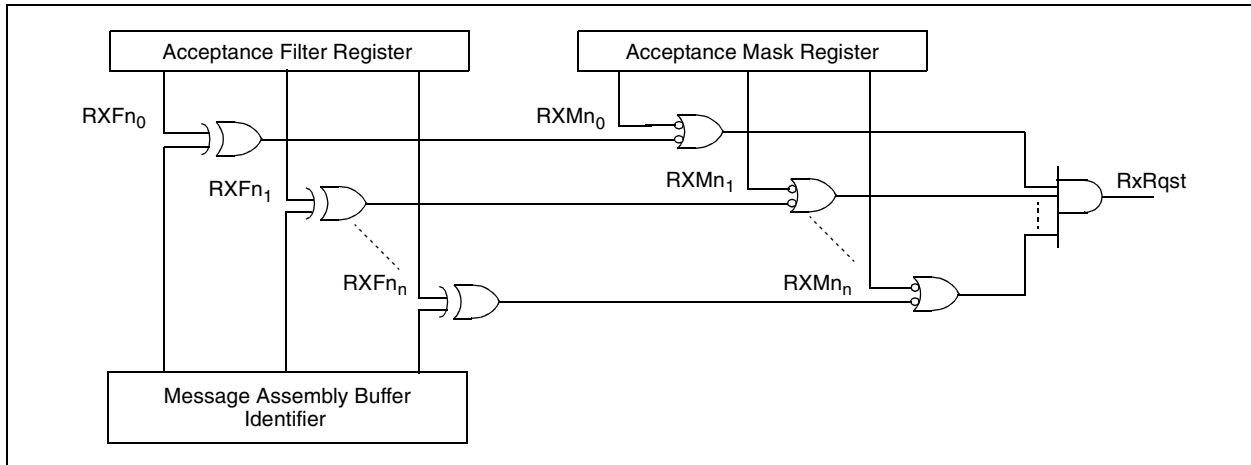 Acceptance Filter Register
Acceptance Mask Register
RXFn0
RXMn0
RXFn1
RXMn1
RxRqst
RXFnn
RXMnn
Message Assembly Buffer
Identifier